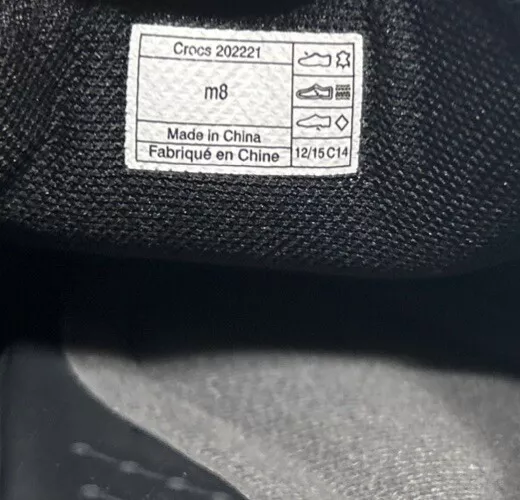 Crocs 202221
m8
Made in China
Fabriqué en Chine
12/15C14